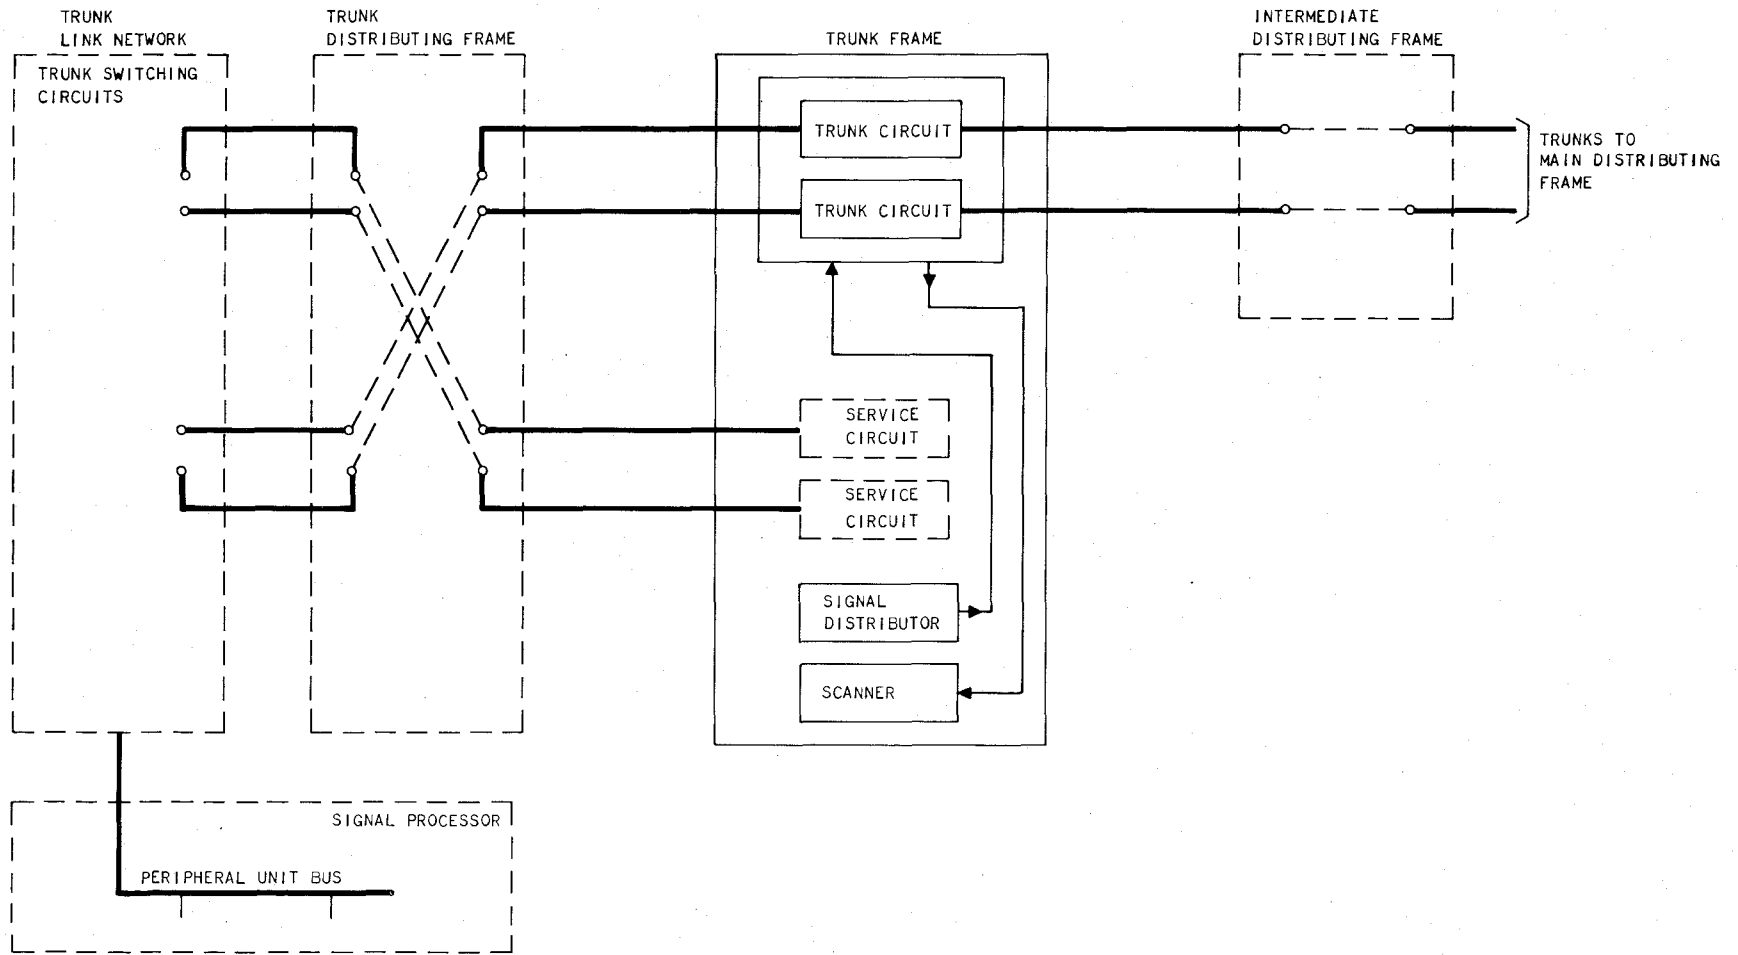 TRUNK
LINK NETWORK
TRUNK
DISTRIBUTING FRAME
TRUNK FRAME
INTERMEDIATE
DISTRIBUTING FRAME
TRUNK SWITCHING
CIRCUITS
TRUNK CIRCUIT
TRUNK CIRCUIT
TRUNKS TO
MAIN DISTRIBUTING
FRAME
SERVICE
CIRCUIT
SERVICE
CIRCUIT
SIGNAL
DISTRIBUTOR
SCANNER
SIGNAL PROCESSOR
PERIPHERAL UNIT BUS